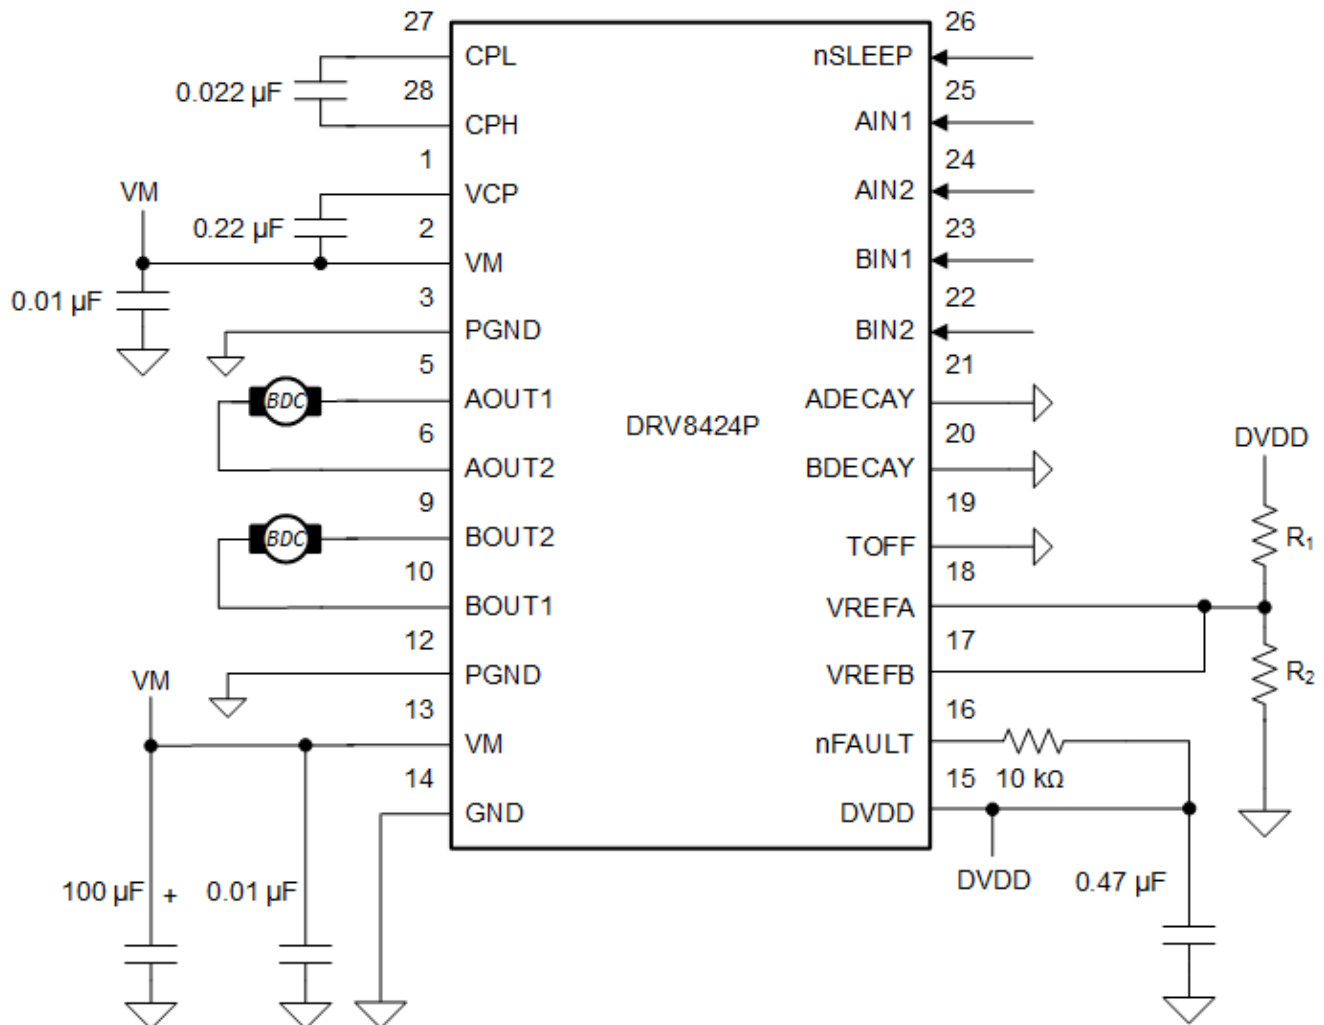 27
CPL
0.022 µF
28
CPH
1
VM
VCP
0.22 µF
2
VM
0.01 µF
3
PGND
5
BDC
AOUT1
6
AOUT2
9
BDC
BOUT2
10
BOUT1
12
PGND
VM
13
VM
14
GND
100 µF
+
0.01 µF
DRV8424P
26
nSLEEP
25
AIN1
24
AIN2
23
BIN1
22
BIN2
21
ADECAY
20
BDECAY
19
TOFF
18
VREFA
17
VREFB
16
nFAULT
15
10 kΩ
DVDD
DVDD
0.47 µF
DVDD
R1
R2